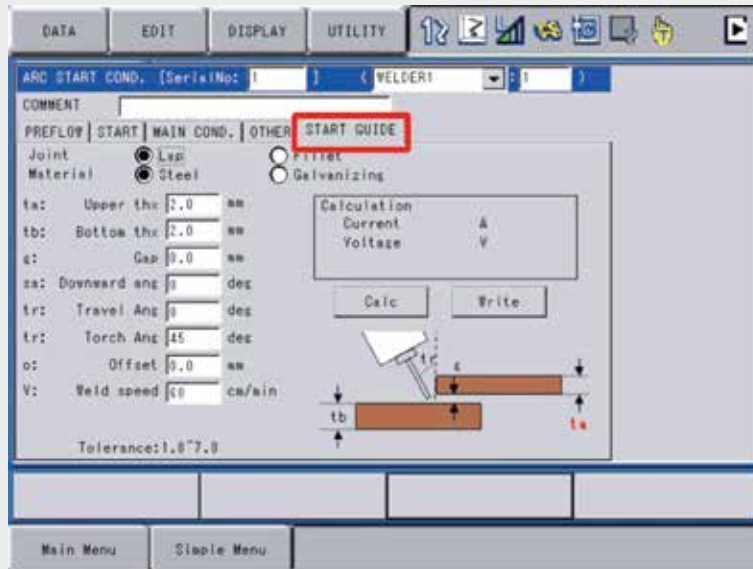 DATA EDIT DISPLAY UTILITY
ARC START COND. [SerialNo: 1 ] ( WELDER1 : 1 )
COMMENT
PREFLOW START MAIN COND. OTHER START GUIDE
Joint Lap Fillet
Material Steel Galvanizing
ta: Upper thk 2.0 mm
tb: Bottom thk 2.0 mm
g: Gap 0.0 mm
sa: Downward ang 0 deg
tr: Travel Ang 0 deg
tr: Torch Ang 45 deg
o: Offset 0.0 mm
V: Weld speed 60 cm/min
Tolerance:1.0~7.0
Calculation
Current A
Voltage V
Calc Write
tr g
tb
ta
Main Menu Simple Menu